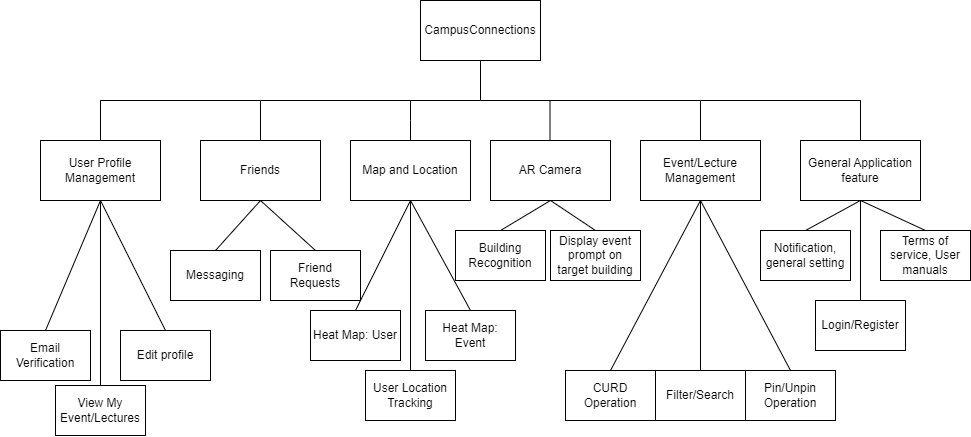 CampusConnections
User Profile
Management
Friends
Map and Location
AR Camera
Event/Lecture
Management
General Application
feature
Messaging
Friend
Requests
Building
Recognition
Display event
prompt on
target building
Notification,
general setting
Terms of
service, User
manuals
Email
Verification
Edit profile
View My
Event/Lectures
Heat Map: User
Heat Map:
Event
User Location
Tracking
Login/Register
CURD
Operation
Filter/Search
Pin/Unpin
Operation